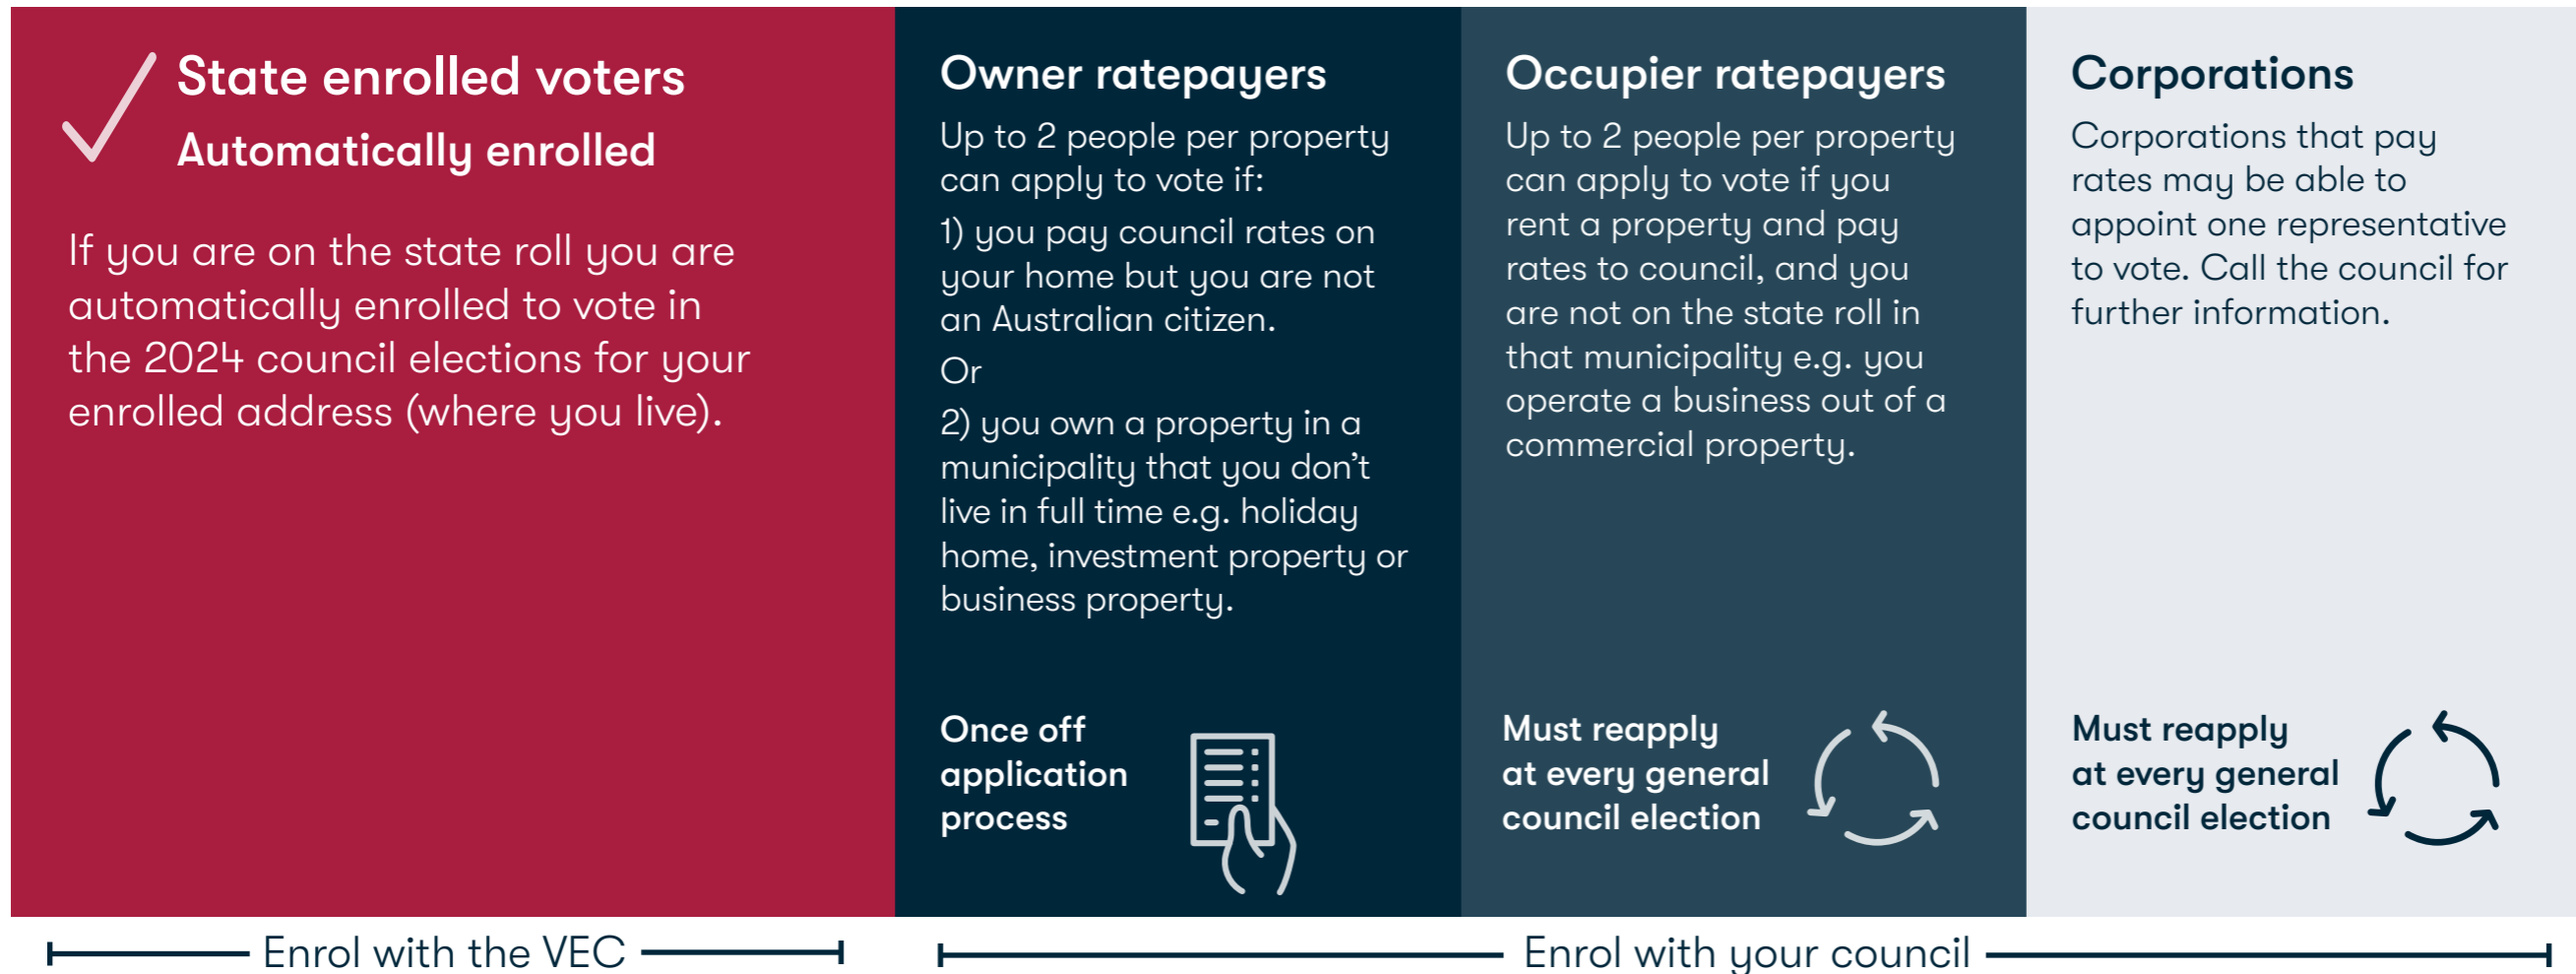 State enrolled voters
Automatically enrolled
If you are on the state roll you are
automatically enrolled to vote in
the 2024 council elections for your
enrolled address (where you live).
Owner ratepayers
Up to 2 people per property
can apply to vote if:
1) you pay council rates on
your home but you are not
an Australian citizen.
Or
2) you own a property in a
municipality that you don't
live in full time e.g. holiday
home, investment property or
business property.
Once off
application
process
Occupier ratepayers
Up to 2 people per property
can apply to vote if you
rent a property and pay
rates to council, and you
are not on the state roll in
that municipality e.g. you
operate a business out of a
commercial property.
Must reapply
at every general
council election
Corporations
Corporations that pay
rates may be able to
appoint one representative
to vote. Call the council for
further information.
Must reapply
at every general
council election
Enrol with the VEC
Enrol with your council